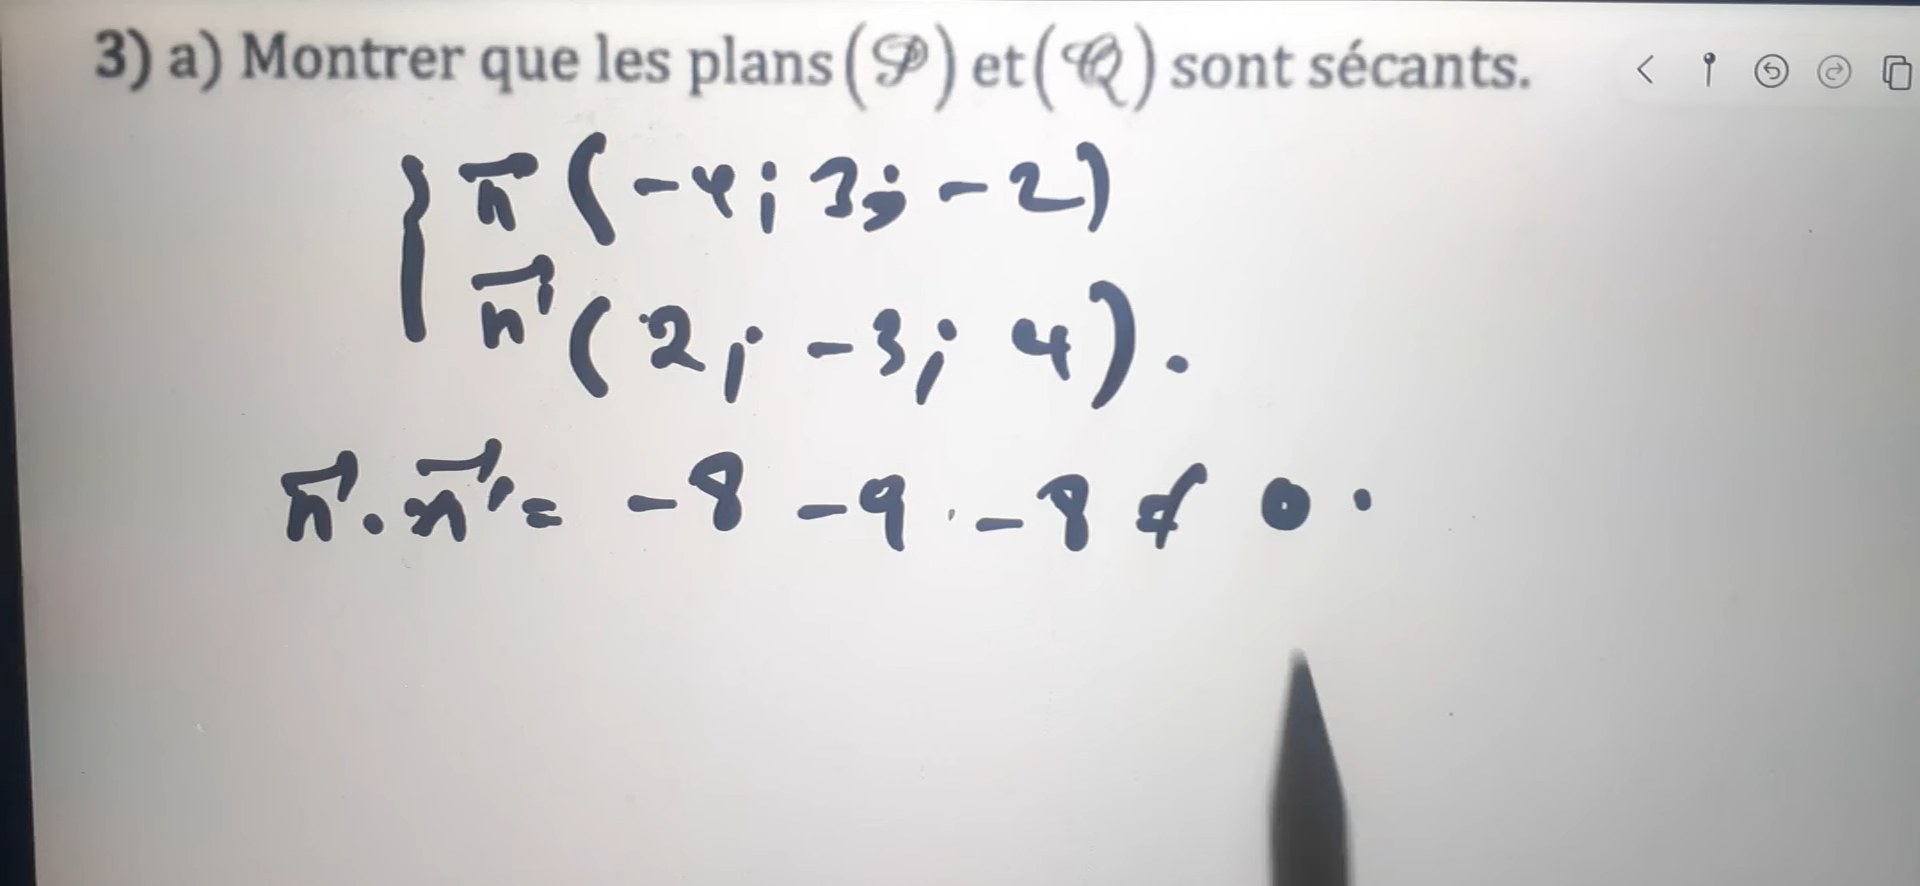 3) a) Montrer que les plans (𝒫) et (𝒬) sont sécants.
{ n⃗ (-4 ; 3 ; -2)
n⃗' ( 2 ; -3 ; 4 ).
n⃗ . n⃗' = -8 -9 -8 ≠ 0 .